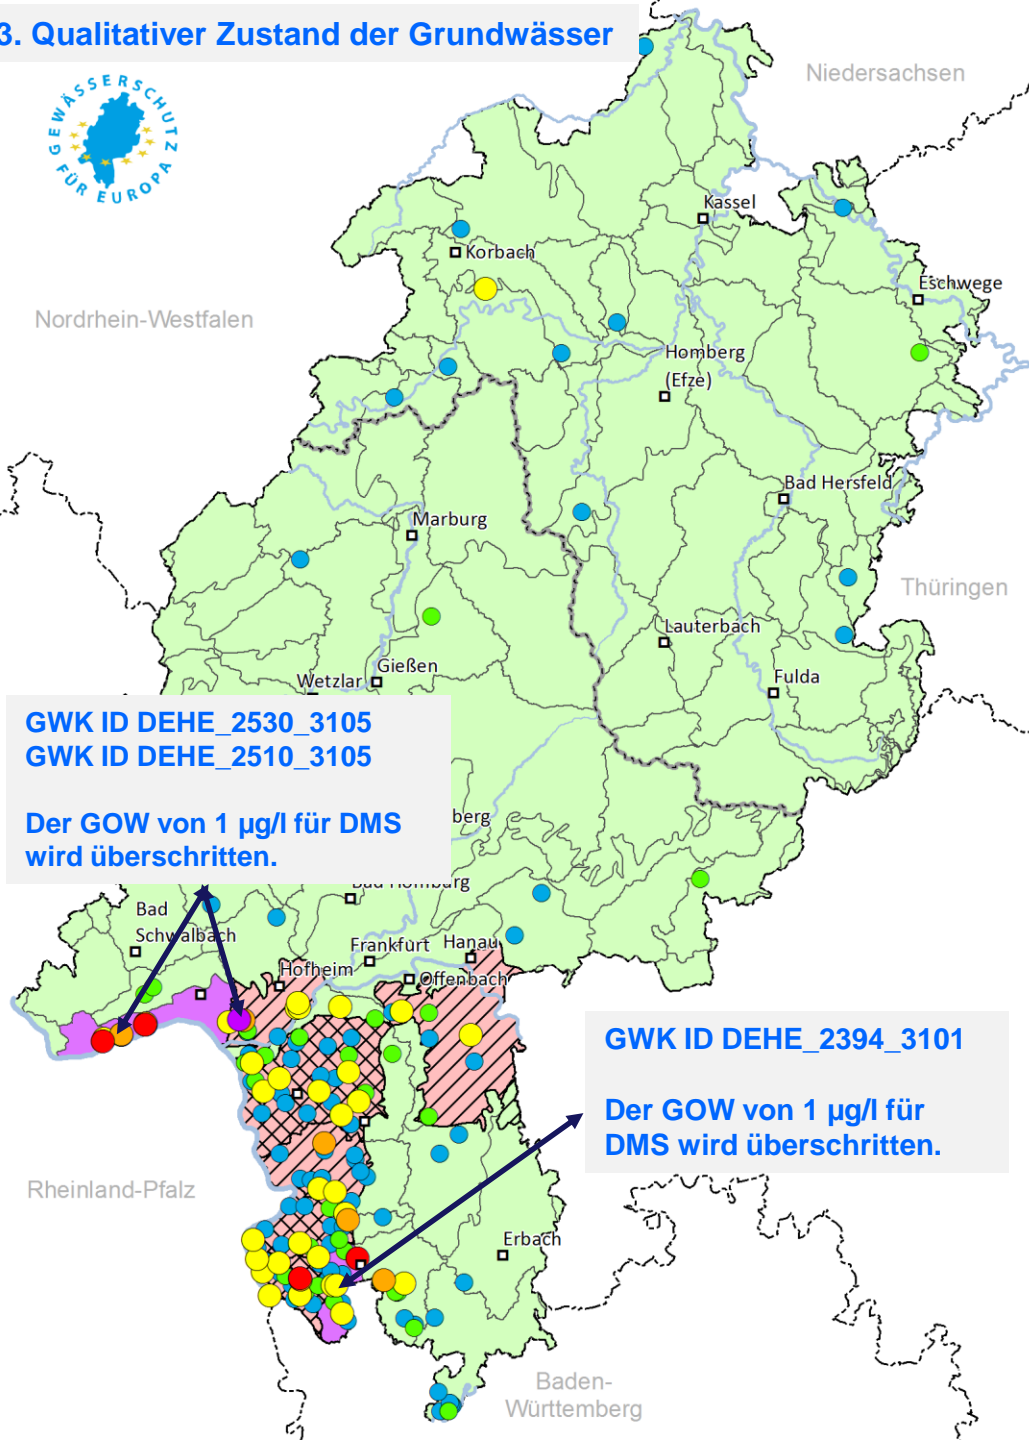 3. Qualitativer Zustand der Grundwässer
GEWÄSSERSCHUTZ
FÜR EUROPA
Niedersachsen
Kassel
Korbach
Eschwege
Nordrhein-Westfalen
Homberg
(Efze)
Bad Hersfeld
Marburg
Thüringen
Lauterbach
Gießen
Wetzlar
Fulda
GWK ID DEHE_2530_3105
GWK ID DEHE_2510_3105
Der GOW von 1 µg/l für DMS
wird überschritten.
berg
Bad Homburg
Bad
Schwalbach
Frankfurt
Hanau
Hofheim
Offenbach
GWK ID DEHE_2394_3101
Der GOW von 1 µg/l für
DMS wird überschritten.
Rheinland-Pfalz
Erbach
Baden-
Württemberg